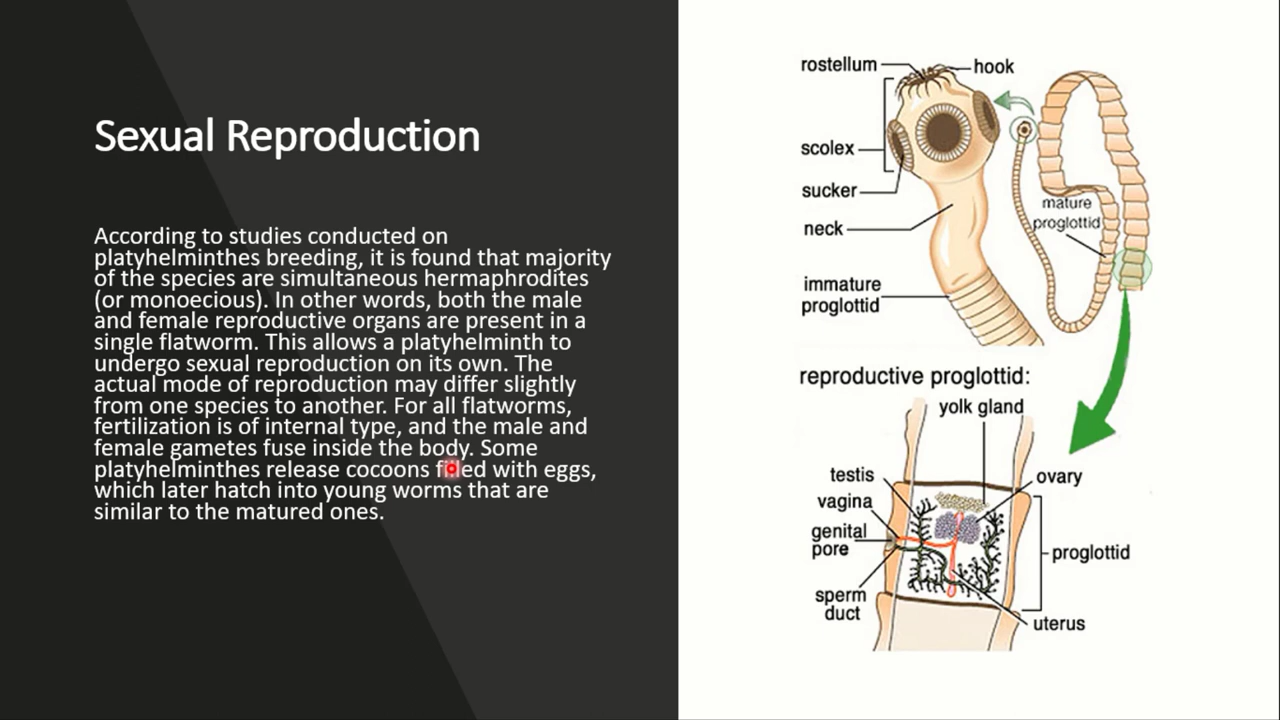 Sexual Reproduction
According to studies conducted on
platyhelminthes breeding, it is found that majority
of the species are simultaneous hermaphrodites
(or monoecious). In other words, both the male
and female reproductive organs are present in a
single flatworm. This allows a platyhelminth to
undergo sexual reproduction on its own. The
actual mode of reproduction may differ slightly
from one species to another. For all flatworms,
fertilization is of internal type, and the male and
female gametes fuse inside the body. Some
platyhelminthes release cocoons filled with eggs,
which later hatch into young worms that are
similar to the matured ones.
rostellum
hook
scolex
sucker
neck
mature
proglottid
immature
proglottid
reproductive proglottid:
yolk gland
testis
ovary
vagina
genital
pore
proglottid
sperm
duct
uterus